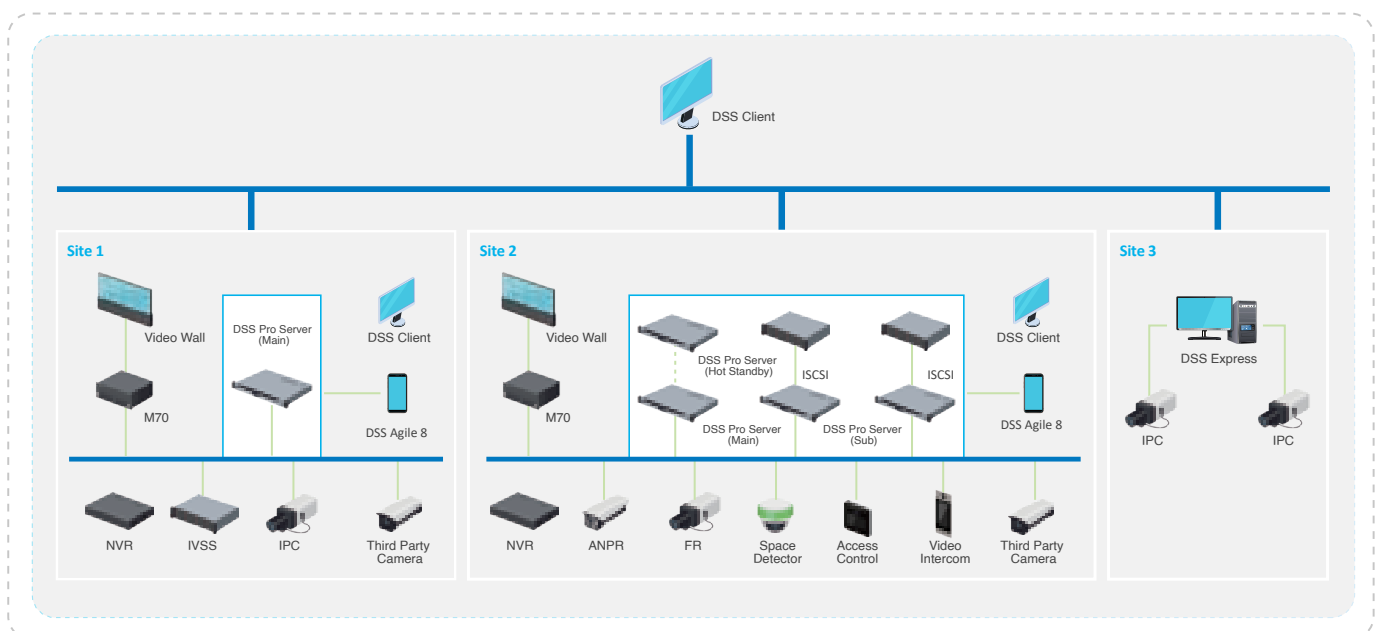 DSS Client
Site 1
Video Wall
DSS Pro Server
(Main)
DSS Client
M70
DSS Agile 8
NVR
IVSS
IPC
Third Party
Camera
Site 2
Video Wall
DSS Pro Server
(Hot Standby)
ISCSI
ISCSI
DSS Client
M70
DSS Pro Server
(Main)
DSS Pro Server
(Sub)
DSS Agile 8
NVR
ANPR
FR
Space
Detector
Access
Control
Video
Intercom
Third Party
Camera
Site 3
DSS Express
IPC
IPC